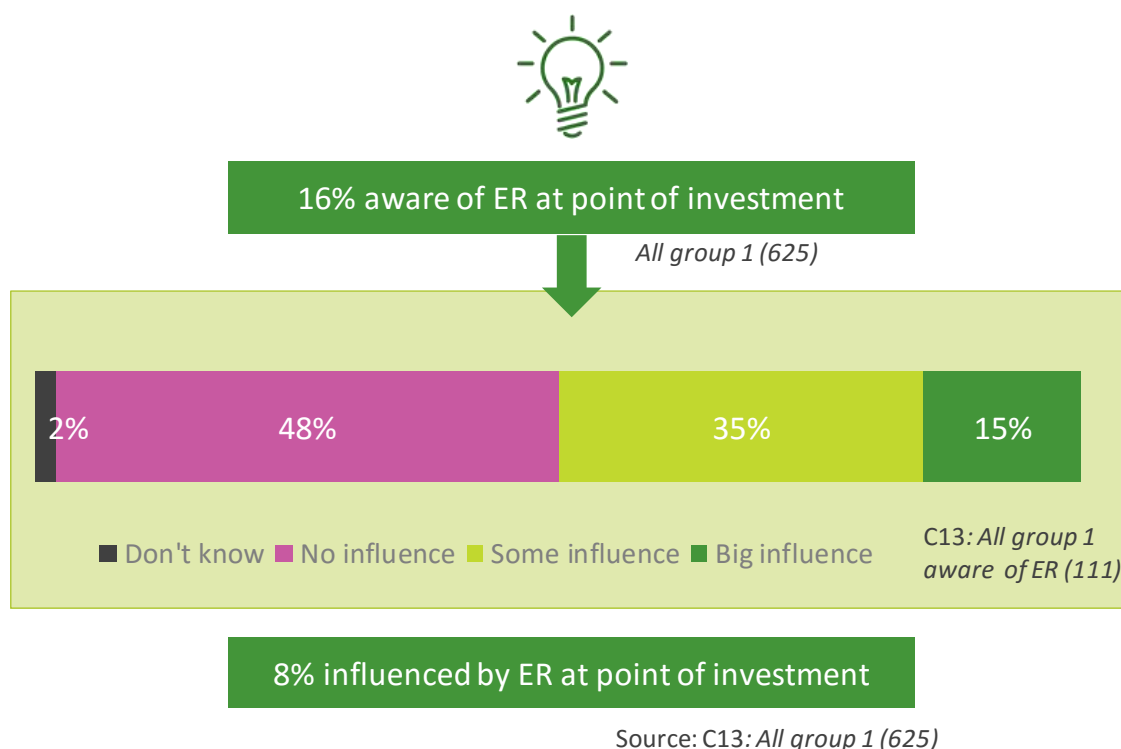 16% aware of ER at point of investment
All group 1 (625)
2% 48% 35% 15%
Don't know No influence Some influence Big influence
C13: All group 1
aware of ER (111)
8% influenced by ER at point of investment
Source: C13: All group 1 (625)